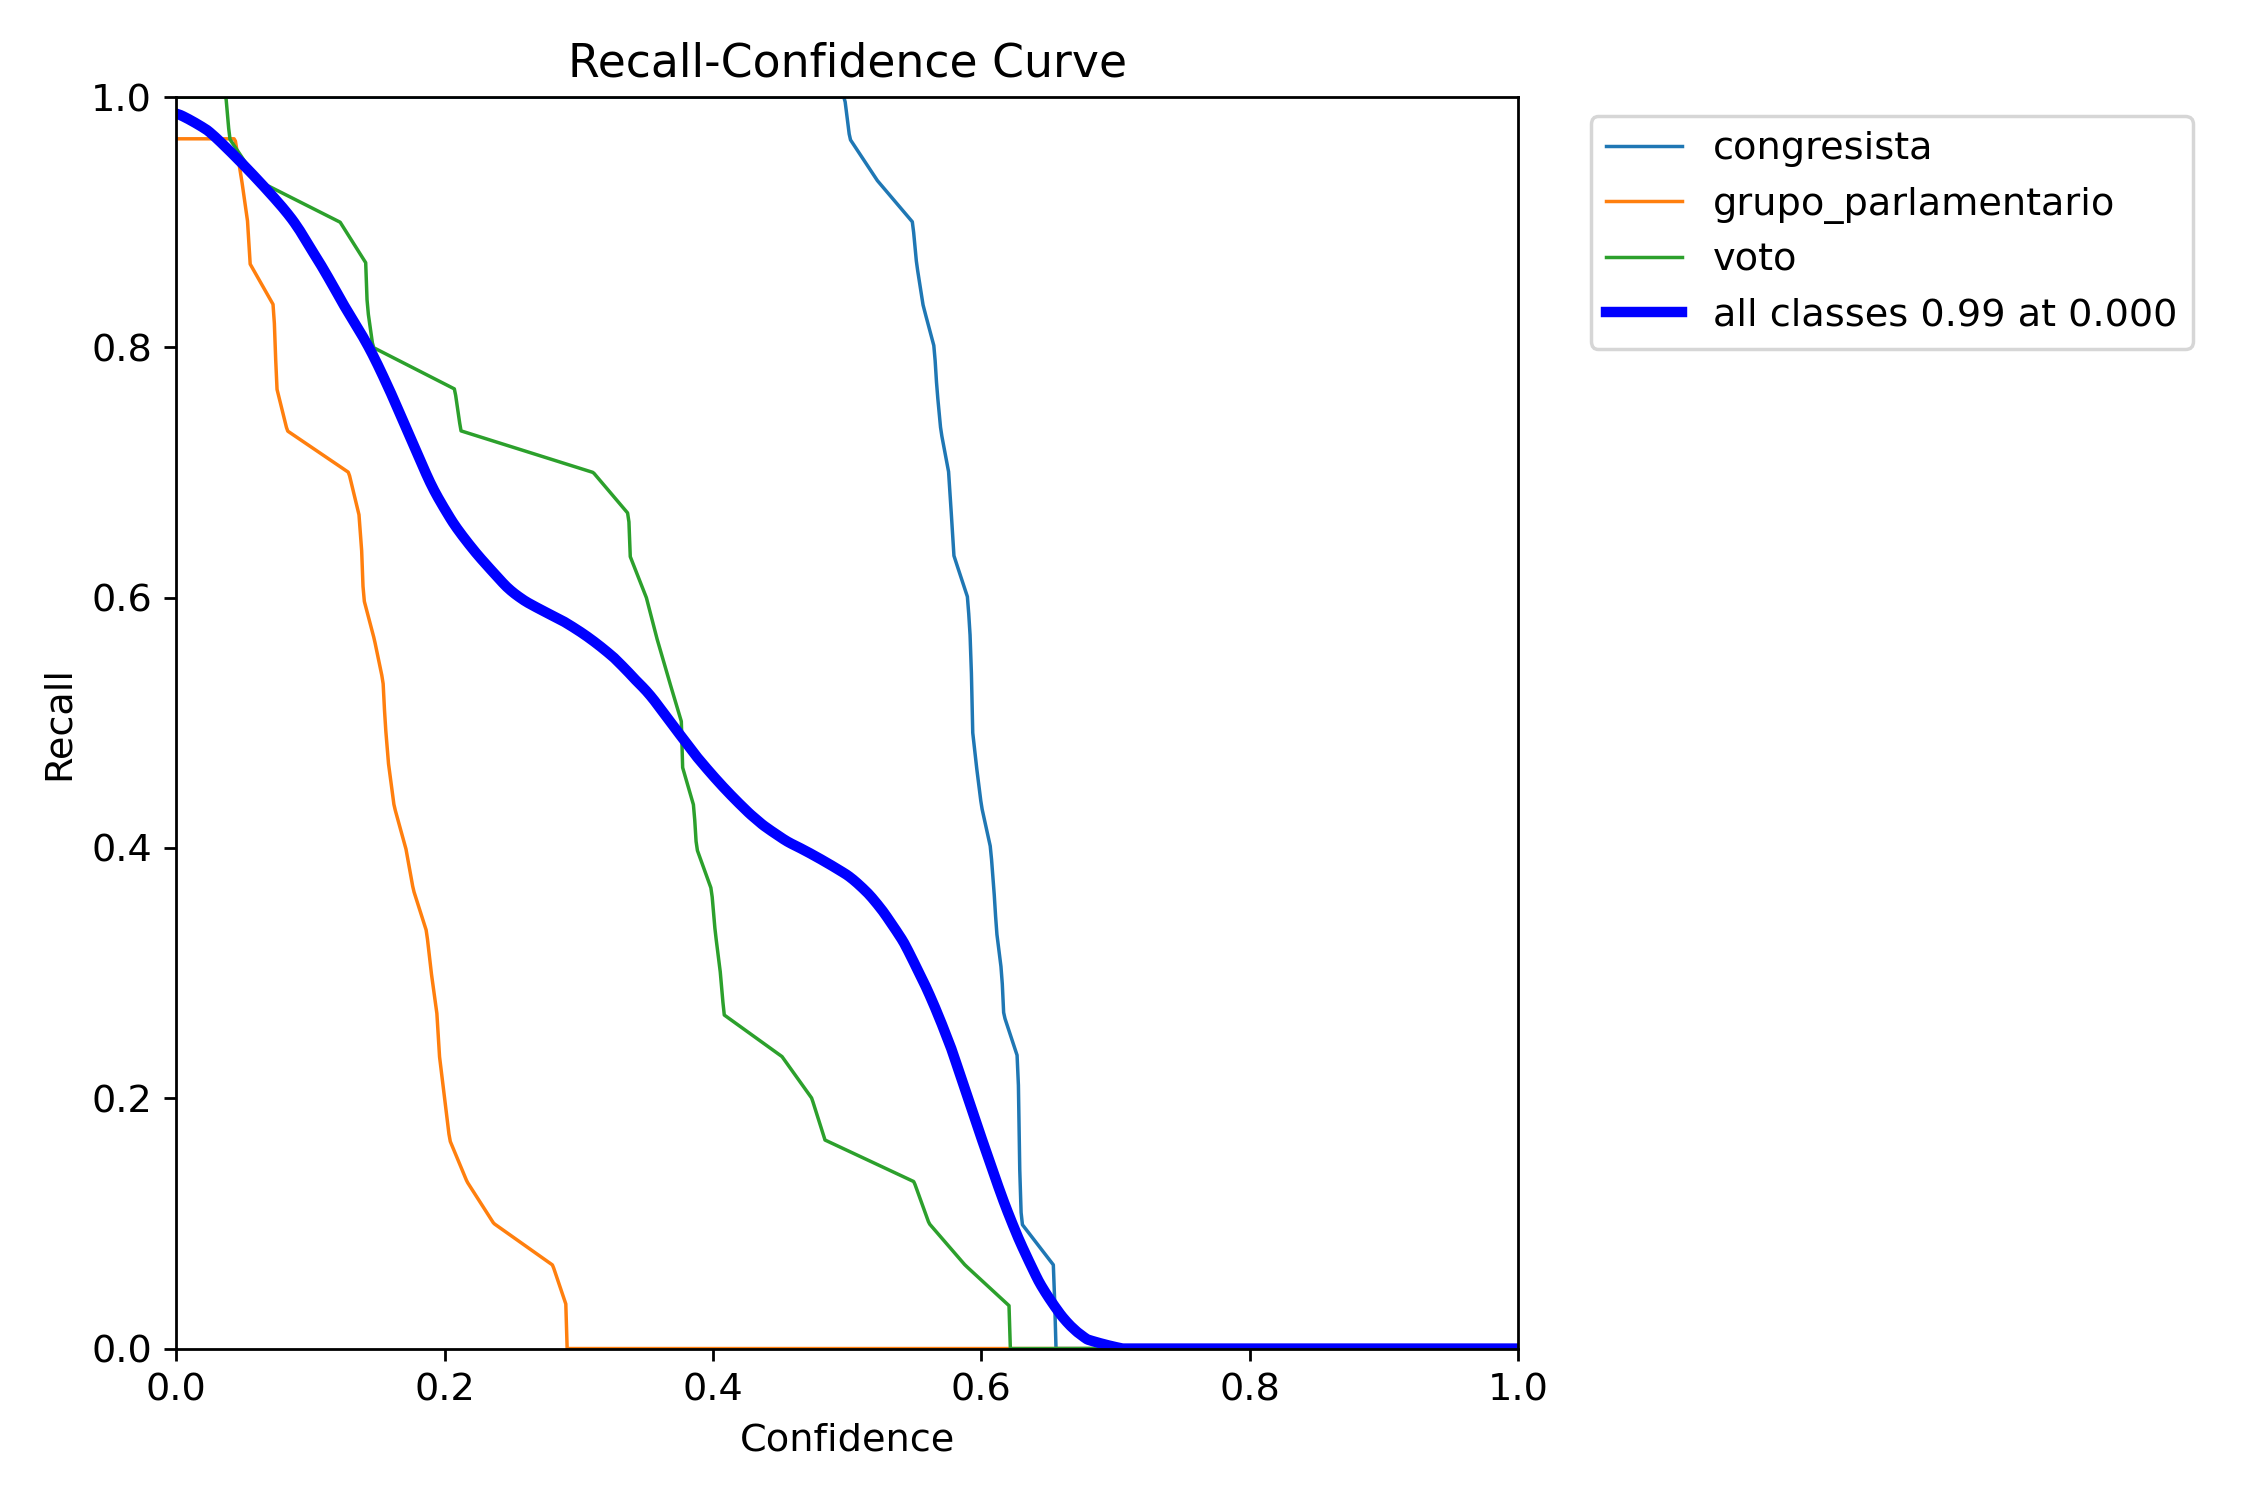 Recall-Confidence Curve
1.0
0.8
0.6
0.4
0.2
0.0
Recall
0.0 0.2 0.4 0.6 0.8 1.0
Confidence
congresista
grupo_parlamentario
voto
all classes 0.99 at 0.000